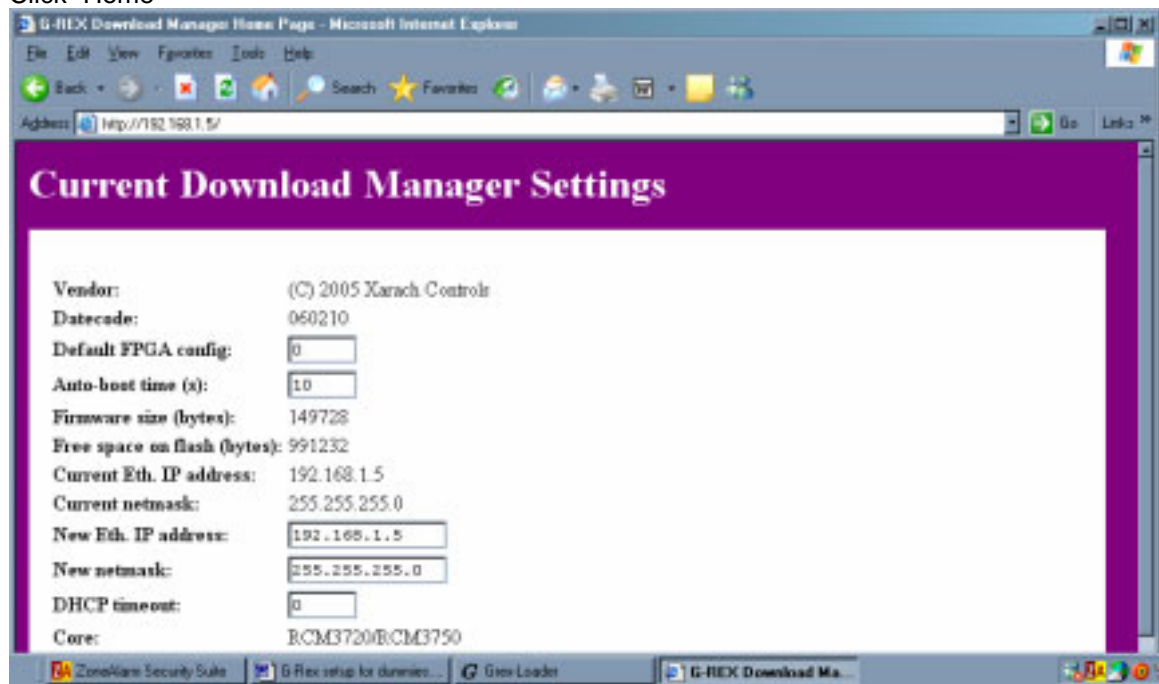 Click "Home"
G-REX Download Manager Home Page - Microsoft Internet Explorer
File Edit View Favorites Tools Help
Back Search Favorites
Address http://192.168.1.5/ Go Links »
Current Download Manager Settings
Vendor: (C) 2005 Xarach Controls
Datecode: 060210
Default FPGA config: 0
Auto-boot time (s): 10
Firmware size (bytes): 149728
Free space on flash (bytes): 991232
Current Eth. IP address: 192.168.1.5
Current netmask: 255.255.255.0
New Eth. IP address: 192.168.1.5
New netmask: 255.255.255.0
DHCP timeout: 0
Core: RCM3720/RCM3750
ZoneAlarm Security Suite G-Rex setup for dummies... Grex-Loader G-REX Download Ma...